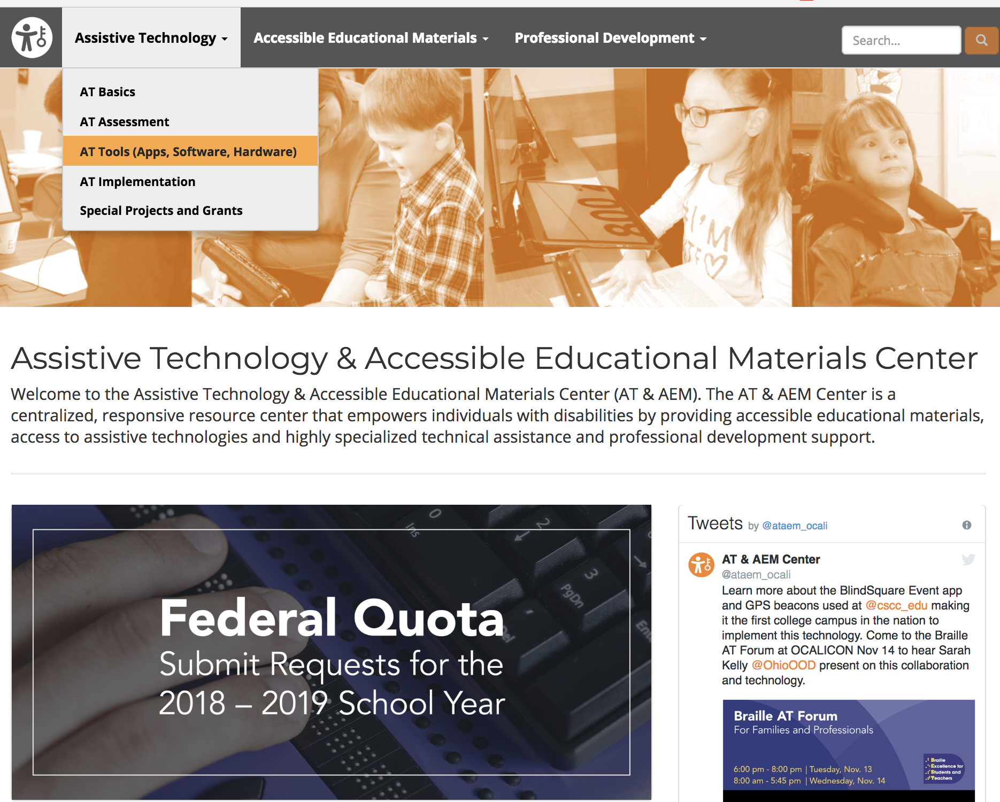 Assistive Technology
Accessible Educational Materials
Professional Development
Search...
AT Basics
AT Assessment
AT Tools (Apps, Software, Hardware)
AT Implementation
Special Projects and Grants
BOOT
I'M
Assistive Technology & Accessible Educational Materials Center
Welcome to the Assistive Technology & Accessible Educational Materials Center (AT & AEM). The AT & AEM Center is a
centralized, responsive resource center that empowers individuals with disabilities by providing accessible educational materials,
access to assistive technologies and highly specialized technical assistance and professional development support.
0
Ins
2
3
PgDn
Del
Federal Quota
Submit Requests for the
2018 – 2019 School Year
Tweets by @ataem_ocali
AT & AEM Center
@ataem_ocali
Learn more about the BlindSquare Event app
and GPS beacons used at @cscc_edu making
it the first college campus in the nation to
implement this technology. Come to the Braille
AT Forum at OCALICON Nov 14 to hear Sarah
Kelly @OhioOOD present on this collaboration
and technology.
Braille AT Forum
For Families and Professionals
6:00 pm - 8:00 pm | Tuesday, Nov. 13
8:00 am - 5:45 pm | Wednesday, Nov. 14
Braille
Excellence for
Students and
Teachers